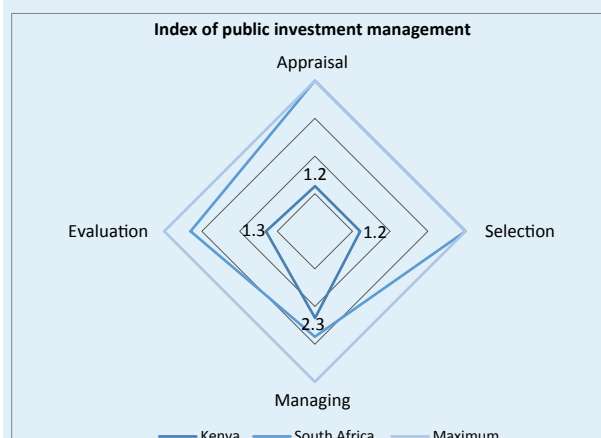 Index of public investment management
Appraisal
1.2
Evaluation 1.3 1.2 Selection
2.3
Managing
Kenya South Africa Maximum